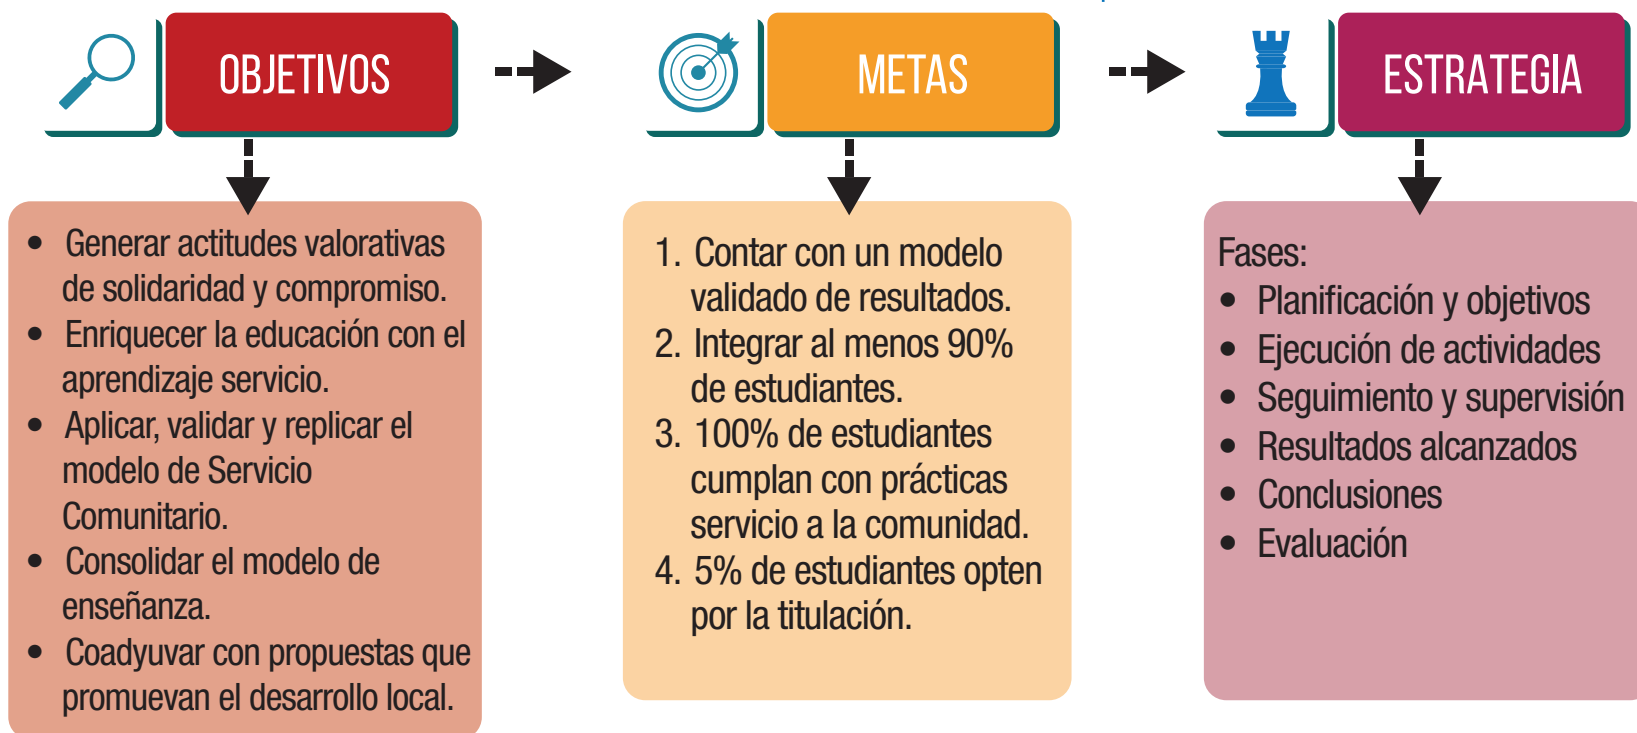 OBJETIVOS
METAS
ESTRATEGIA
• Generar actitudes valorativas
de solidaridad y compromiso.
• Enriquecer la educación con el
aprendizaje servicio.
• Aplicar, validar y replicar el
modelo de Servicio
Comunitario.
• Consolidar el modelo de
enseñanza.
• Coadyuvar con propuestas que
promuevan el desarrollo local.
1. Contar con un modelo
validado de resultados.
2. Integrar al menos 90%
de estudiantes.
3. 100% de estudiantes
cumplan con prácticas
servicio a la comunidad.
4. 5% de estudiantes opten
por la titulación.
Fases:
• Planificación y objetivos
• Ejecución de actividades
• Seguimiento y supervisión
• Resultados alcanzados
• Conclusiones
• Evaluación